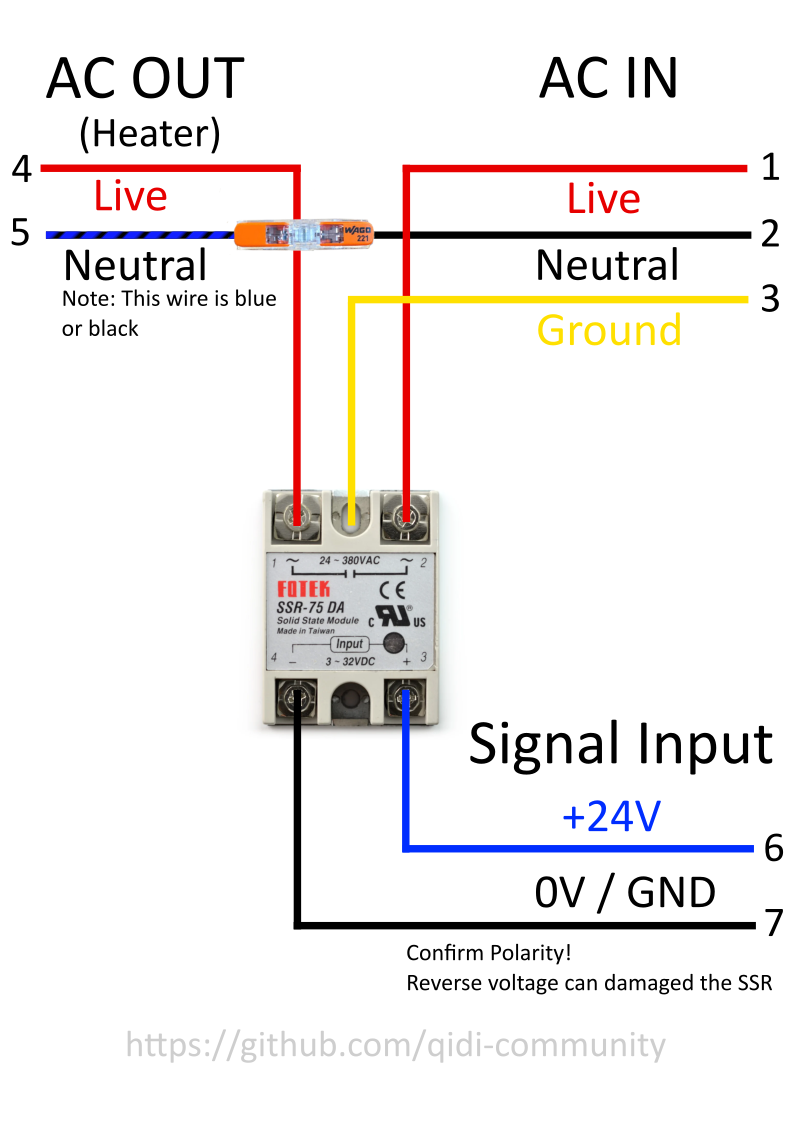 AC OUT
AC IN
(Heater)
4
1
Live
Live
5
WAGO
221
2
Neutral
Neutral
Note: This wire is blue
or black
3
Ground
1 ~ 24 ~ 380VAC ~ 2
FOTEK
CE
SSR-75 DA
Solid State Module
Made in Taiwan
C RU® US
Input
4 − 3 ~ 32VDC + 3
Signal Input
+24V
6
0V / GND
7
Confirm Polarity!
Reverse voltage can damaged the SSR
https://github.com/qidi-community